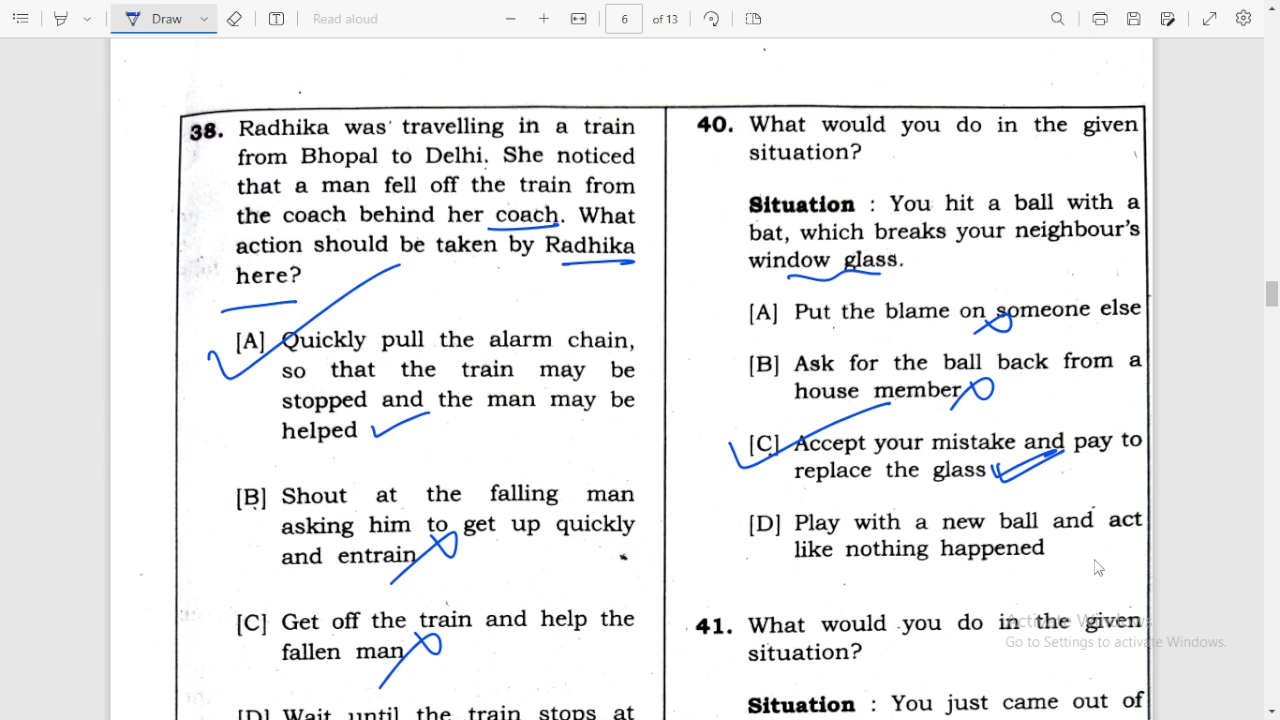 Draw
Read aloud
6
of 13
38. Radhika was travelling in a train
from Bhopal to Delhi. She noticed
that a man fell off the train from
the coach behind her coach. What
action should be taken by Radhika
here?
[A] Quickly pull the alarm chain,
so that the train may be
stopped and the man may be
helped
[B] Shout at the falling man
asking him to get up quickly
and entrain
[C] Get off the train and help the
fallen man
[D] Wait until the train stops at
40. What would you do in the given
situation?
Situation : You hit a ball with a
bat, which breaks your neighbour's
window glass.
[A] Put the blame on someone else
[B] Ask for the ball back from a
house member
[C] Accept your mistake and pay to
replace the glass
[D] Play with a new ball and act
like nothing happened
41. What would you do in the given
situation?
Situation : You just came out of
Activate Windows
Go to Settings to activate Windows.